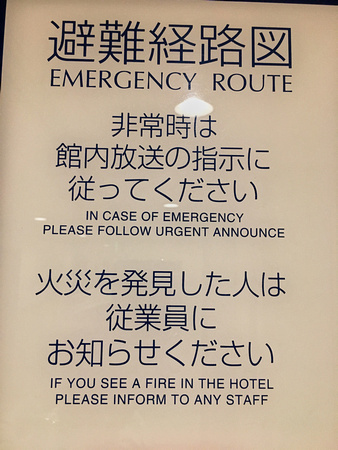 避難経路図
EMERGENCY ROUTE
非常時は
館内放送の指示に
従ってください
IN CASE OF EMERGENCY
PLEASE FOLLOW URGENT ANNOUNCE
火災を発見した人は
従業員に
お知らせください
IF YOU SEE A FIRE IN THE HOTEL
PLEASE INFORM TO ANY STAFF